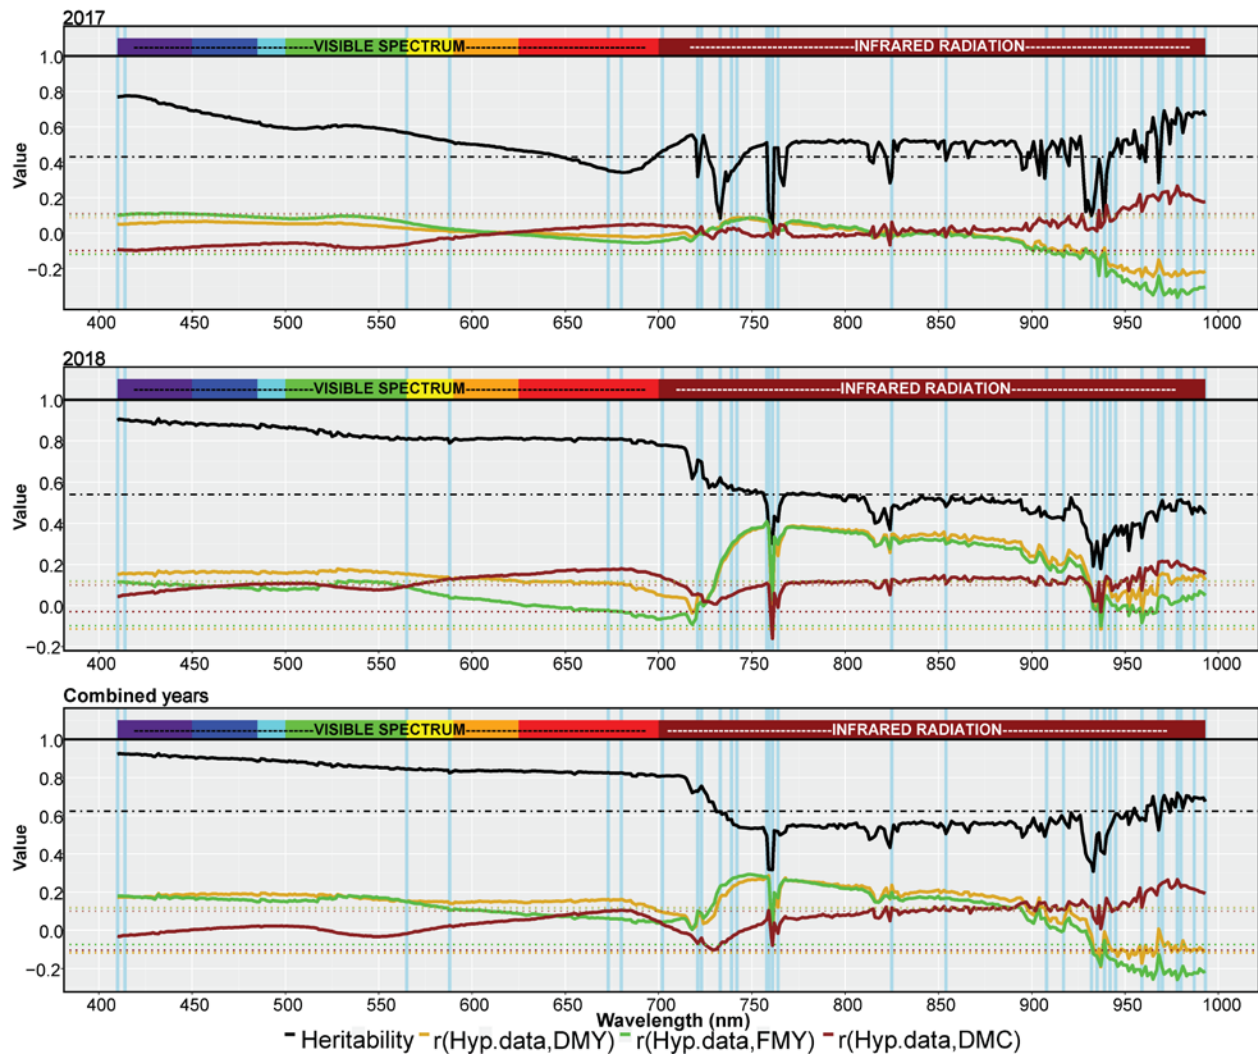 2017
VISIBLE SPECTRUM
INFRARED RADIATION
1.0
0.8
0.6
0.4
0.2
0.0
−0.2
Value
400 450 500 550 600 650 700 750 800 850 900 950 1000
2018
VISIBLE SPECTRUM
INFRARED RADIATION
1.0
0.8
0.6
0.4
0.2
0.0
−0.2
Value
400 450 500 550 600 650 700 750 800 850 900 950 1000
Combined years
VISIBLE SPECTRUM
INFRARED RADIATION
1.0
0.8
0.6
0.4
0.2
0.0
−0.2
Value
400 450 500 550 600 650 700 750 800 850 900 950 1000
Wavelength (nm)
Heritability r(Hyp.data,DMY) r(Hyp.data,FMY) r(Hyp.data,DMC)